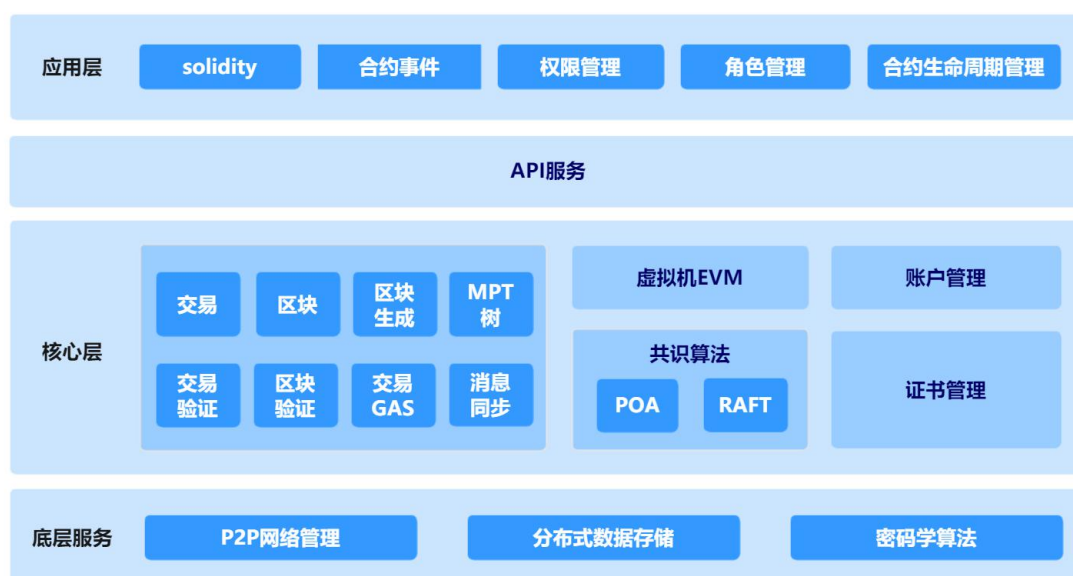 应用层
solidity
合约事件
权限管理
角色管理
合约生命周期管理
API服务
核心层
交易
区块
区块
生成
MPT
树
交易
验证
区块
验证
交易
GAS
消息
同步
虚拟机EVM
账户管理
共识算法
POA
RAFT
证书管理
底层服务
P2P网络管理
分布式数据存储
密码学算法